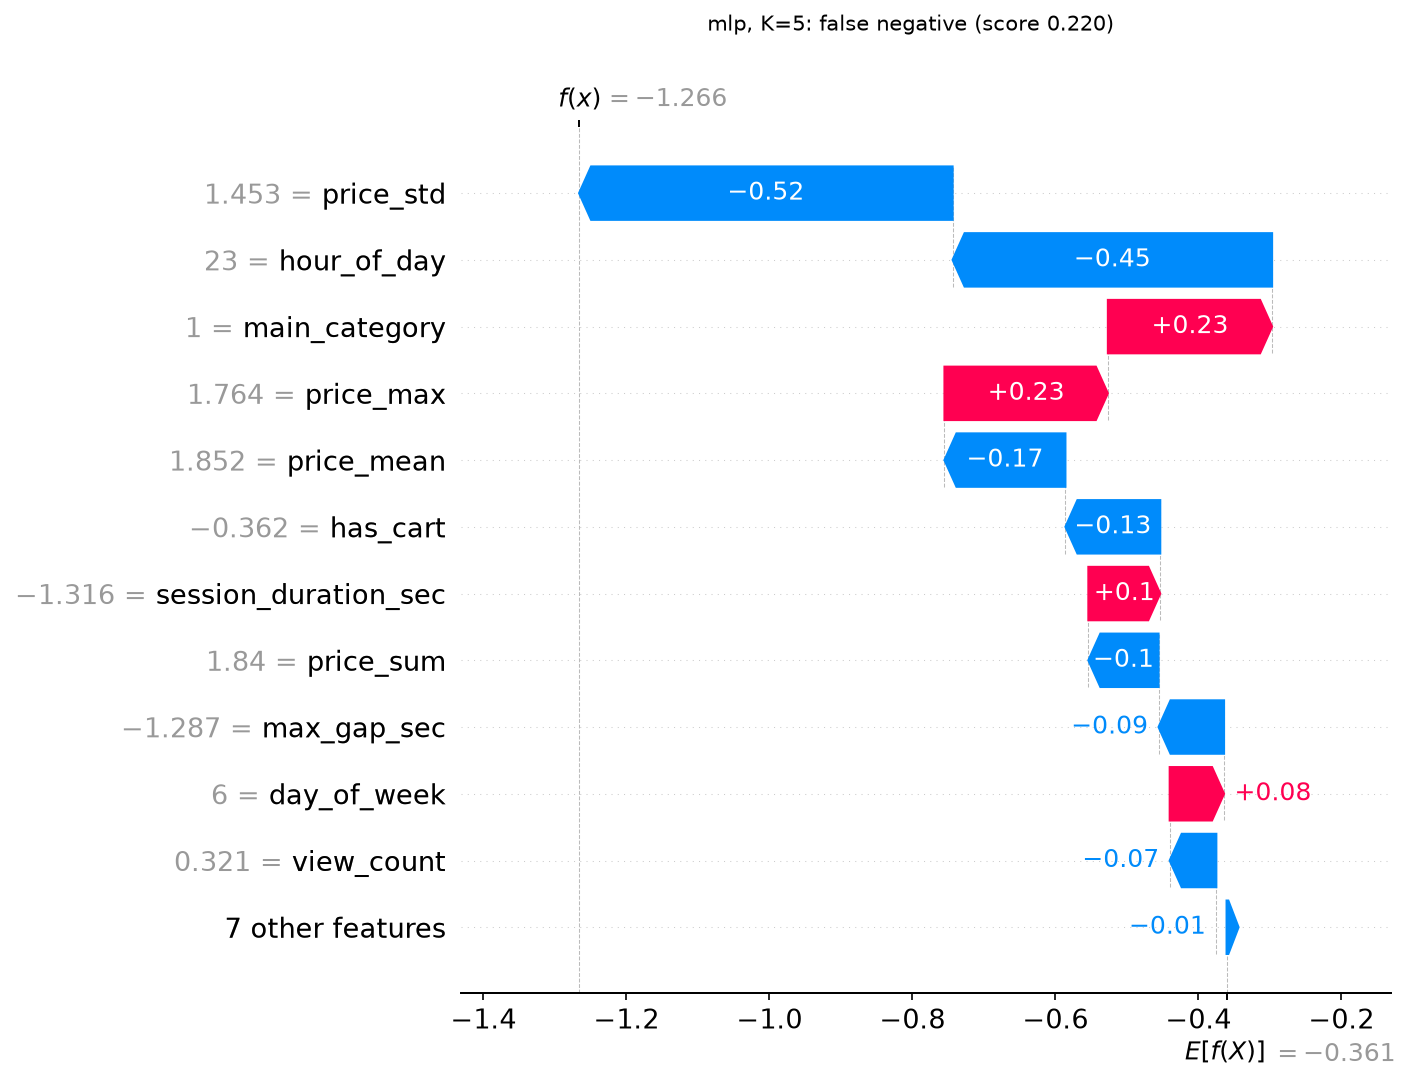 mlp, K=5: false negative (score 0.220)
f(x) = −1.266
1.453 = price_std
−0.52
23 = hour_of_day
−0.45
1 = main_category
+0.23
1.764 = price_max
+0.23
1.852 = price_mean
−0.17
−0.362 = has_cart
−0.13
−1.316 = session_duration_sec
+0.1
1.84 = price_sum
−0.1
−1.287 = max_gap_sec
−0.09
6 = day_of_week
+0.08
0.321 = view_count
−0.07
7 other features
−0.01
−1.4 −1.2 −1.0 −0.8 −0.6 −0.4 −0.2
E[f(X)] = −0.361